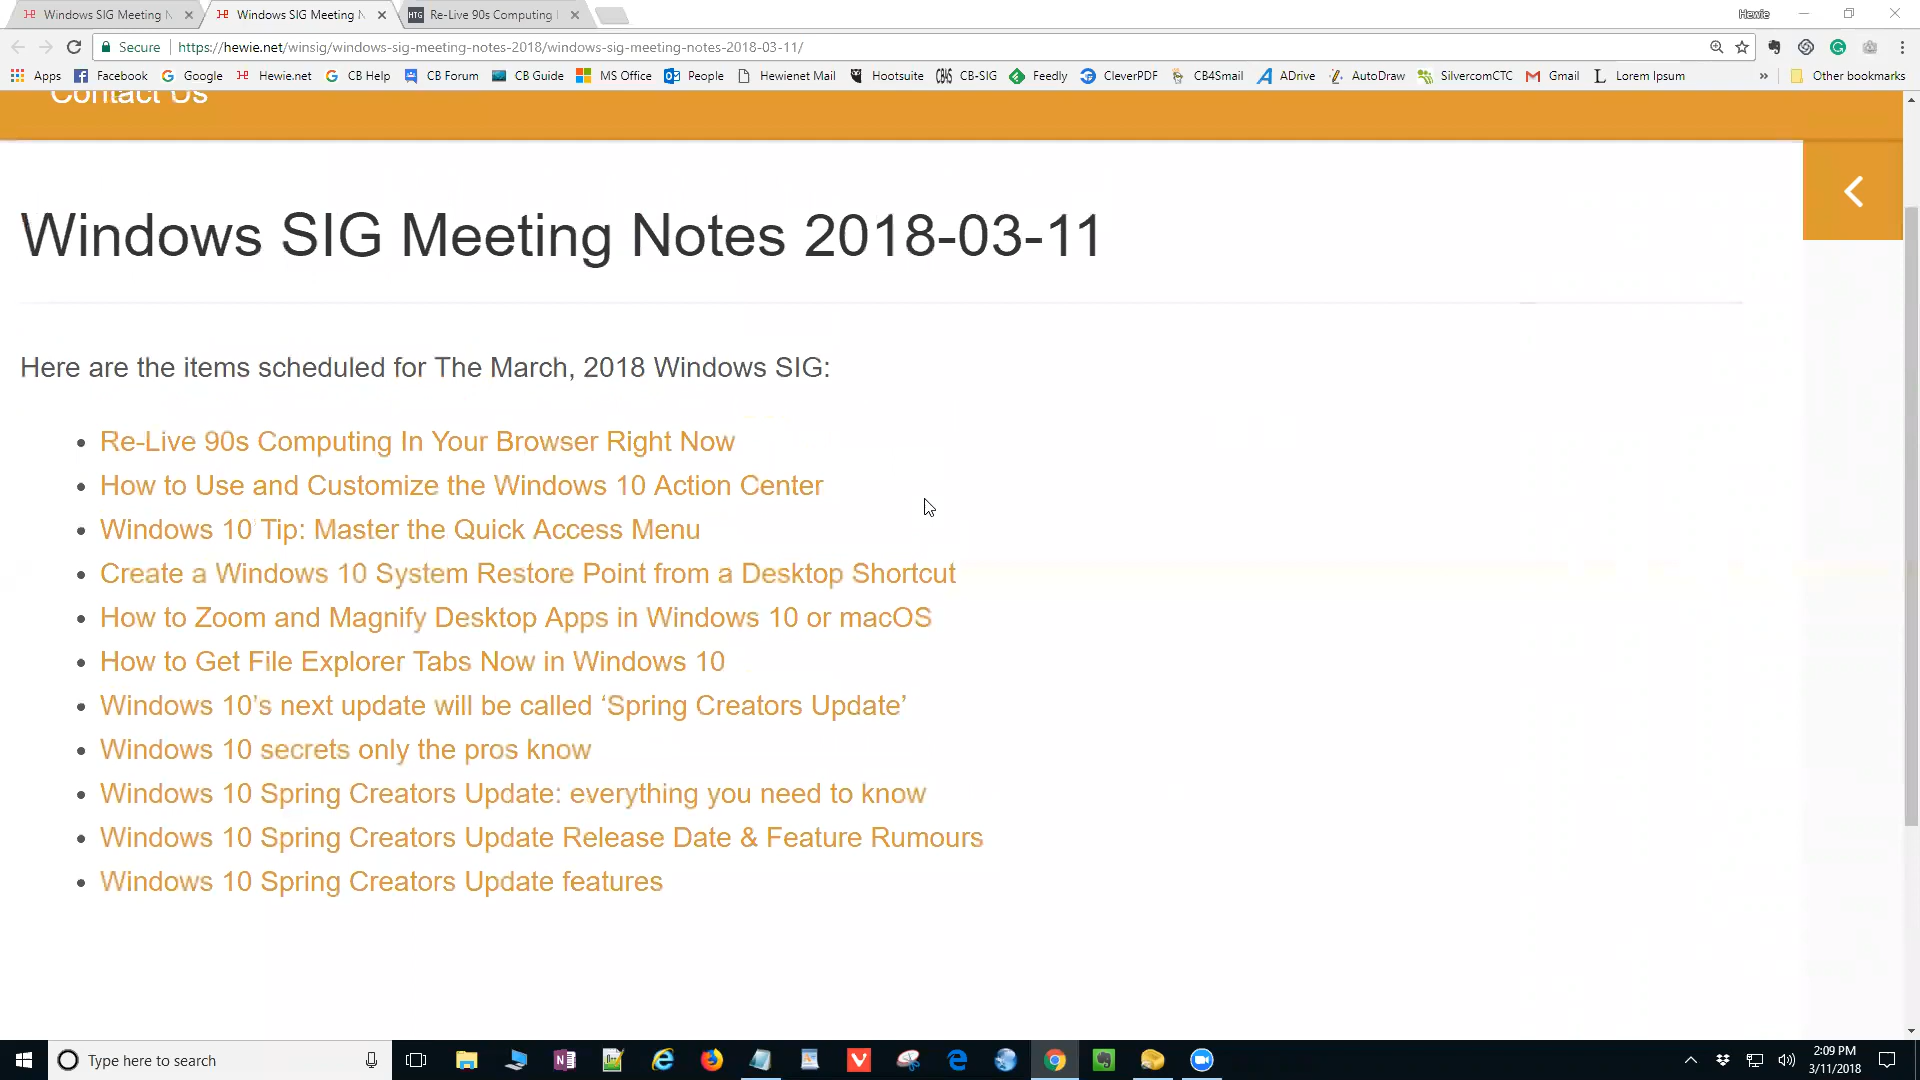 Windows SIG Meeting N
Windows SIG Meeting N
HTG Re-Live 90s Computing
Hewie
Secure https://hewie.net/winsig/windows-sig-meeting-notes-2018/windows-sig-meeting-notes-2018-03-11/
Apps Facebook Google Hewie.net CB Help CB Forum CB Guide MS Office People Hewienet Mail Hootsuite CB-SIG Feedly CleverPDF CB4Smail ADrive AutoDraw SilvercomCTC Gmail Lorem Ipsum » Other bookmarks
Contact Us
Windows SIG Meeting Notes 2018-03-11
Here are the items scheduled for The March, 2018 Windows SIG:
Re-Live 90s Computing In Your Browser Right Now
How to Use and Customize the Windows 10 Action Center
Windows 10 Tip: Master the Quick Access Menu
Create a Windows 10 System Restore Point from a Desktop Shortcut
How to Zoom and Magnify Desktop Apps in Windows 10 or macOS
How to Get File Explorer Tabs Now in Windows 10
Windows 10’s next update will be called ‘Spring Creators Update’
Windows 10 secrets only the pros know
Windows 10 Spring Creators Update: everything you need to know
Windows 10 Spring Creators Update Release Date & Feature Rumours
Windows 10 Spring Creators Update features
Type here to search
2:09 PM
3/11/2018